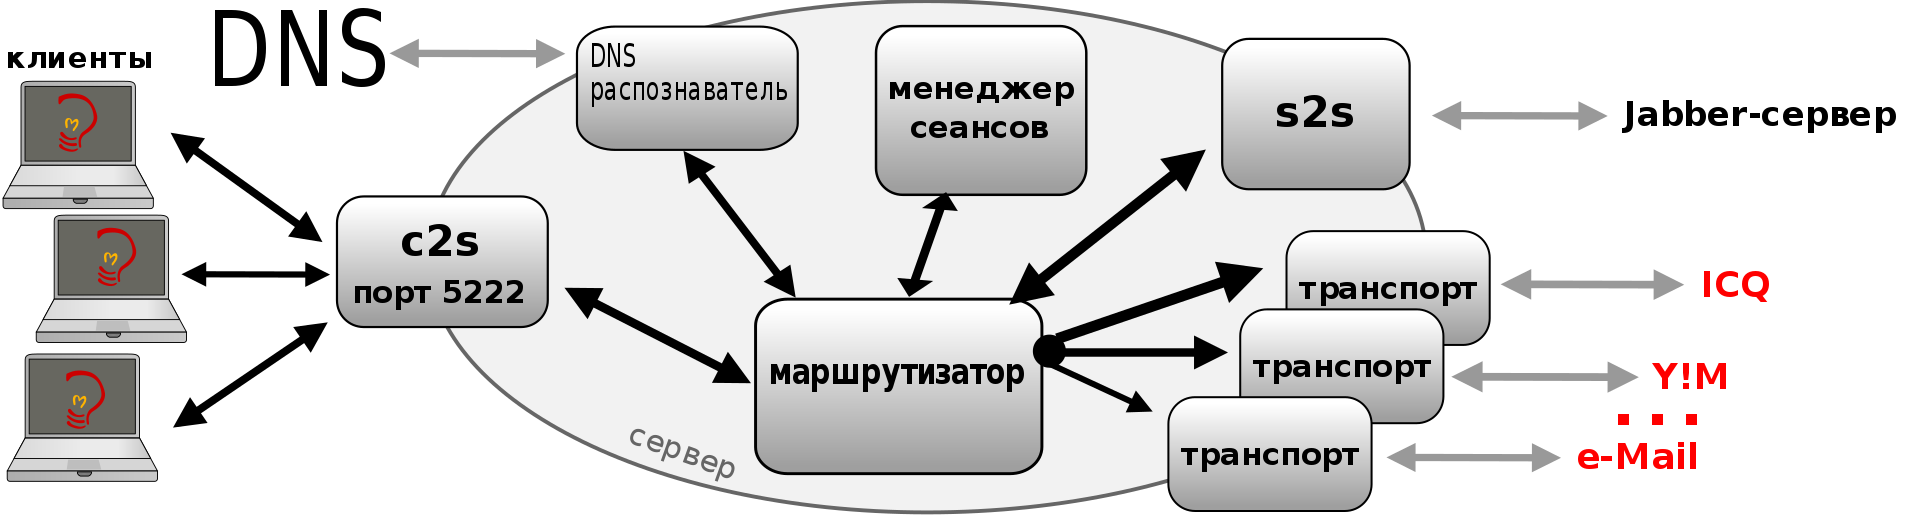 клиенты
DNS
DNS
распознаватель
менеджер
сеансов
s2s
Jabber-сервер
c2s
порт 5222
маршрутизатор
сервер
транспорт
ICQ
транспорт
Y!M
...
транспорт
e-Mail